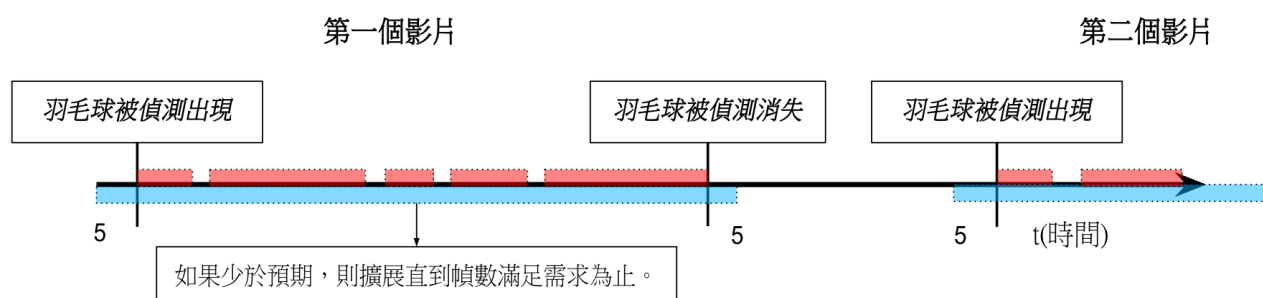 第一個影片
第二個影片
羽毛球被偵測出現
羽毛球被偵測消失
羽毛球被偵測出現
5
5
5
t(時間)
如果少於預期，則擴展直到幀數滿足需求為止。